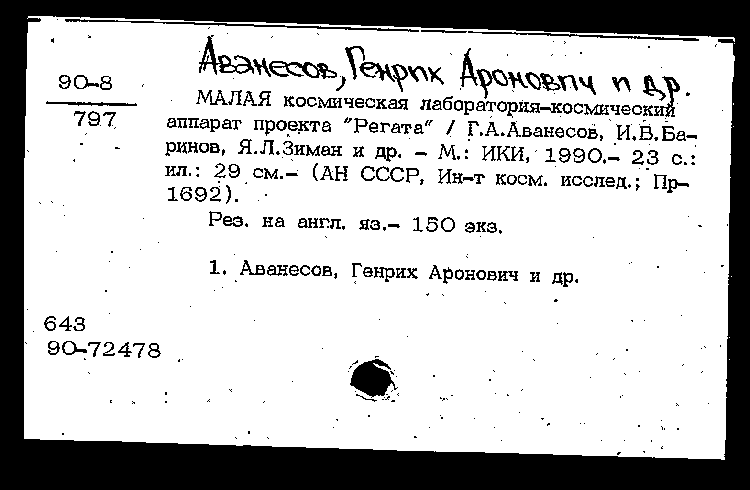 Аванесов, Генрих Аронович и др.
90-8
797
МАЛАЯ космическая лаборатория-космический
аппарат проекта "Регата" / Г.А.Аванесов, И.В.Ба-
ринов, Я.Л.Зиман и др. - М.: ИКИ, 1990.- 23 с.:
ил.: 29 см.- (АН СССР, Ин-т косм. исслед.; Пр-
1692).
Рез. на англ. яз.- 150 экз.
1. Аванесов, Генрих Аронович и др.
643
90-72478